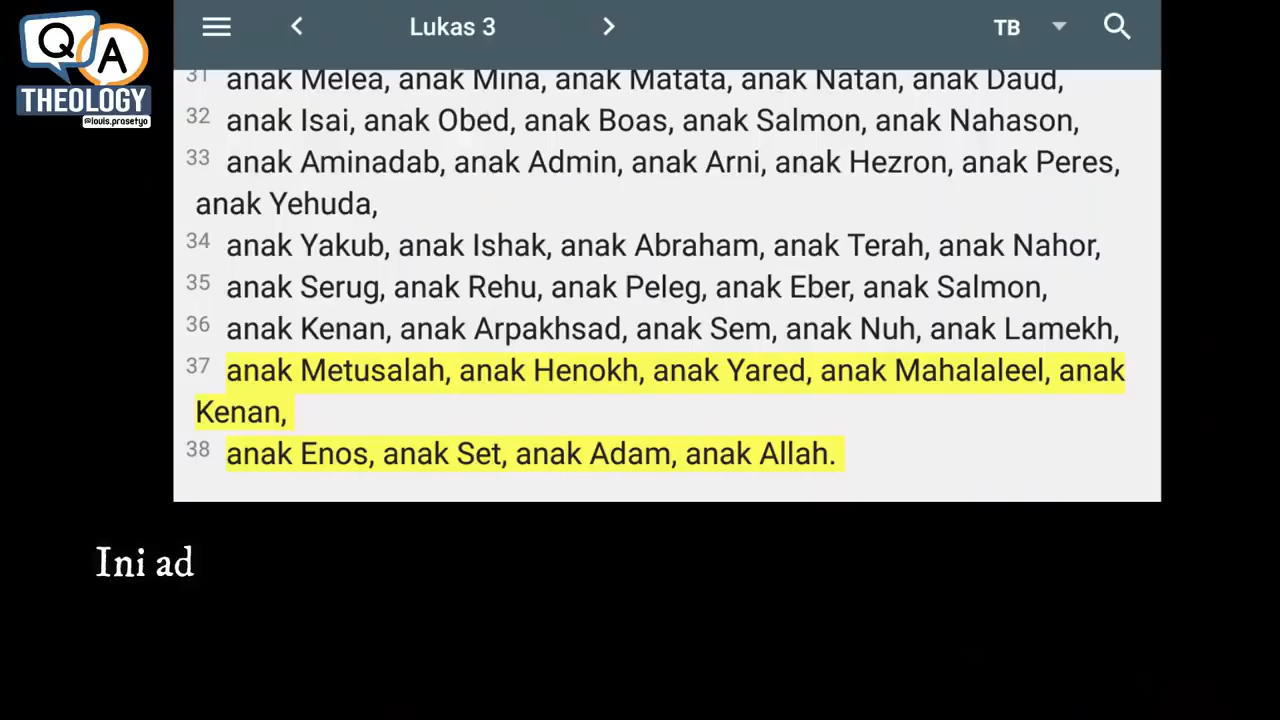 Q
A
THEOLOGY
@louis.prasetyo
Lukas 3
TB
31 anak Melea, anak Mina, anak Matata, anak Natan, anak Daud,
32 anak Isai, anak Obed, anak Boas, anak Salmon, anak Nahason,
33 anak Aminadab, anak Admin, anak Arni, anak Hezron, anak Peres,
anak Yehuda,
34 anak Yakub, anak Ishak, anak Abraham, anak Terah, anak Nahor,
35 anak Serug, anak Rehu, anak Peleg, anak Eber, anak Salmon,
36 anak Kenan, anak Arpakhsad, anak Sem, anak Nuh, anak Lamekh,
37 anak Metusalah, anak Henokh, anak Yared, anak Mahalaleel, anak
Kenan,
38 anak Enos, anak Set, anak Adam, anak Allah.
Ini ad